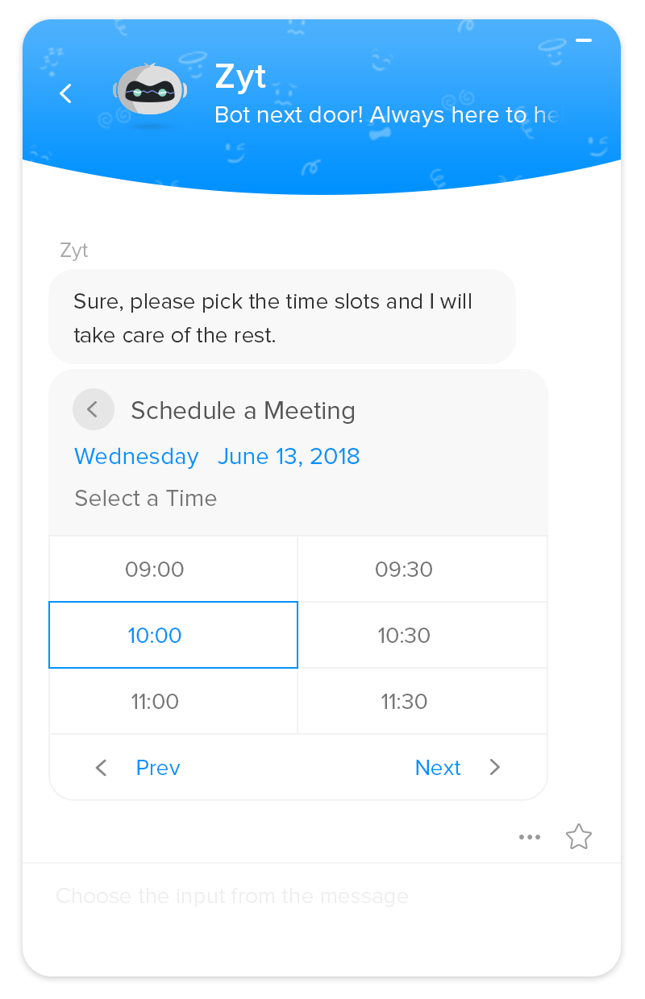 Zyt
Bot next door! Always here to he
Zyt
Sure, please pick the time slots and I will
take care of the rest.
Schedule a Meeting
Wednesday June 13, 2018
Select a Time
09:00 09:30
10:00 10:30
11:00 11:30
Prev Next
Choose the input from the message